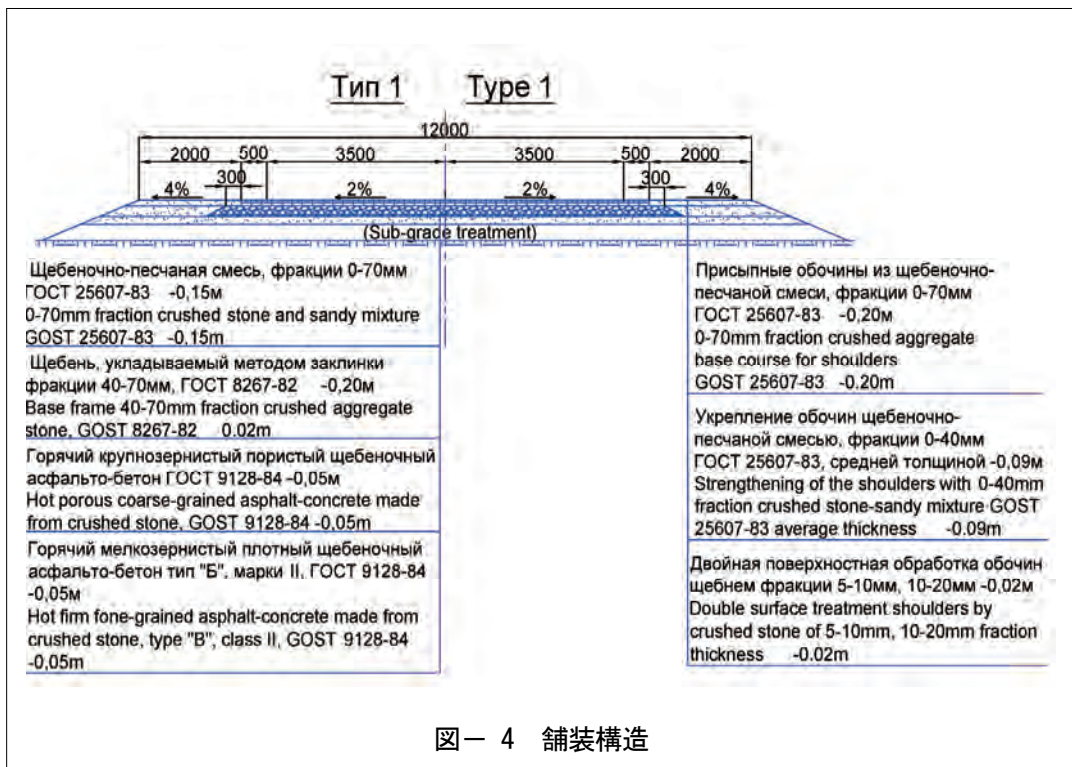 Тип 1 Type 1
12000
2000 500 3500 3500 500 2000
300 300
4% 2% 2% 4%
(Sub-grade treatment)
Щебеночно-песчаная смесь, фракции 0-70мм
ГОСТ 25607-83 -0,15м
0-70mm fraction crushed stone and sandy mixture
GOST 25607-83 -0.15m
Щебень, укладываемый методом заклинки
фракции 40-70мм, ГОСТ 8267-82 -0,20м
Base frame 40-70mm fraction crushed aggregate
stone, GOST 8267-82 0.02m
Горячий крупнозернистый пористый щебеночный
асфальто-бетон ГОСТ 9128-84 -0,05м
Hot porous coarse-grained asphalt-concrete made
from crushed stone, GOST 9128-84 -0,05m
Горячий мелкозернистый плотный щебеночный
асфальто-бетон тип "Б", марки II, ГОСТ 9128-84
-0,05м
Hot firm fone-grained asphalt-concrete made from
crushed stone, type "B", class II, GOST 9128-84
-0,05m
Присыпные обочины из щебеночно-
песчаной смеси, фракции 0-70мм
ГОСТ 25607-83 -0,20м
0-70mm fraction crushed aggregate
base course for shoulders
GOST 25607-83 -0.20m
Укрепление обочин щебеночно-
песчаной смесью, фракции 0-40мм
ГОСТ 25607-83, средней толщиной -0,09м
Strengthening of the shoulders with 0-40mm
fraction crushed stone-sandy mixture GOST
25607-83 average thickness -0.09m
Двойная поверхностная обработка обочин
щебнем фракции 5-10мм, 10-20мм -0,02м
Double surface treatment shoulders by
crushed stone of 5-10mm, 10-20mm fraction
thickness -0.02m
図－ 4 舗装構造